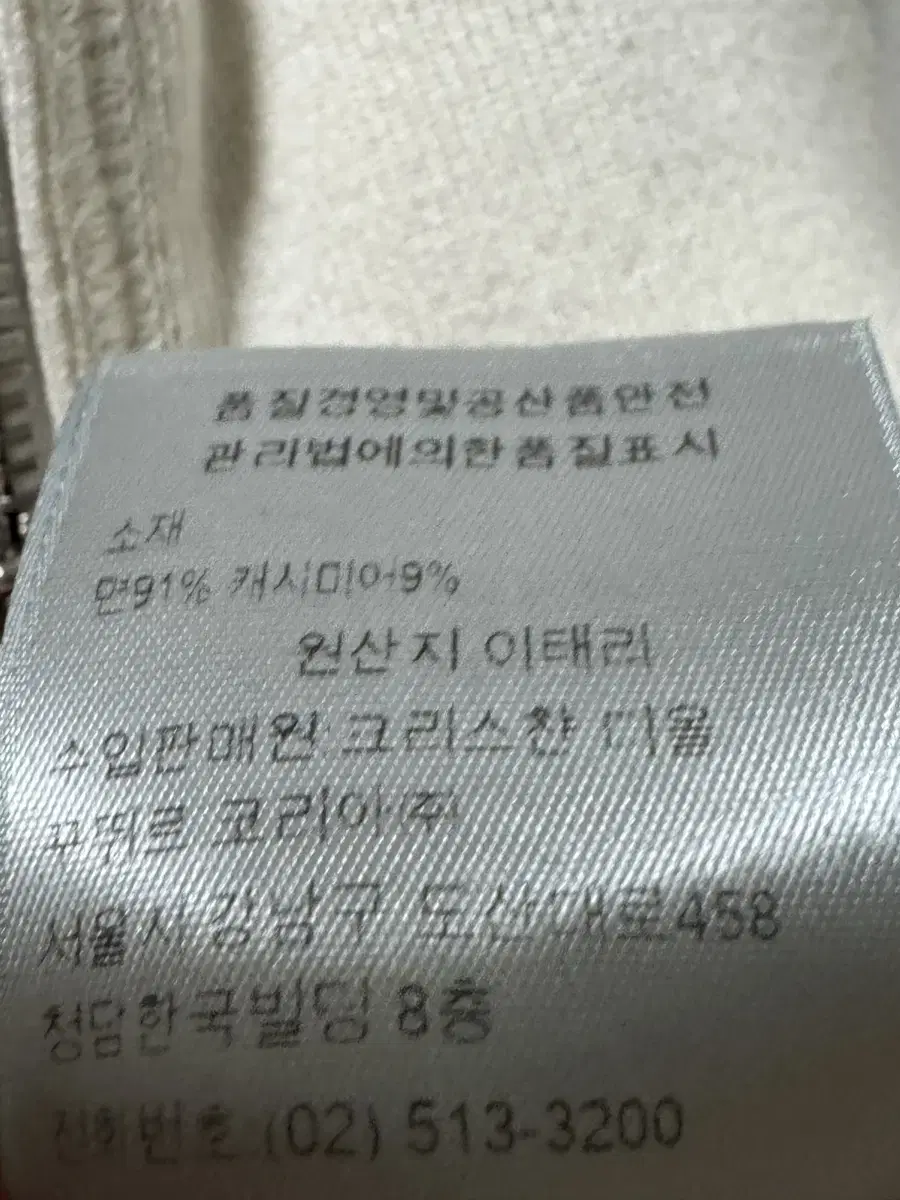 품질경영및공산품안전
관리법에의한품질표시
소재
면91% 캐시미어9%
원산지 이태리
수입판매원:크리스챤 디올
꾸뛰르 코리아(주)
서울시 강남구 도산대로458
청담한국빌딩 8층
전화번호 (02) 513-3200